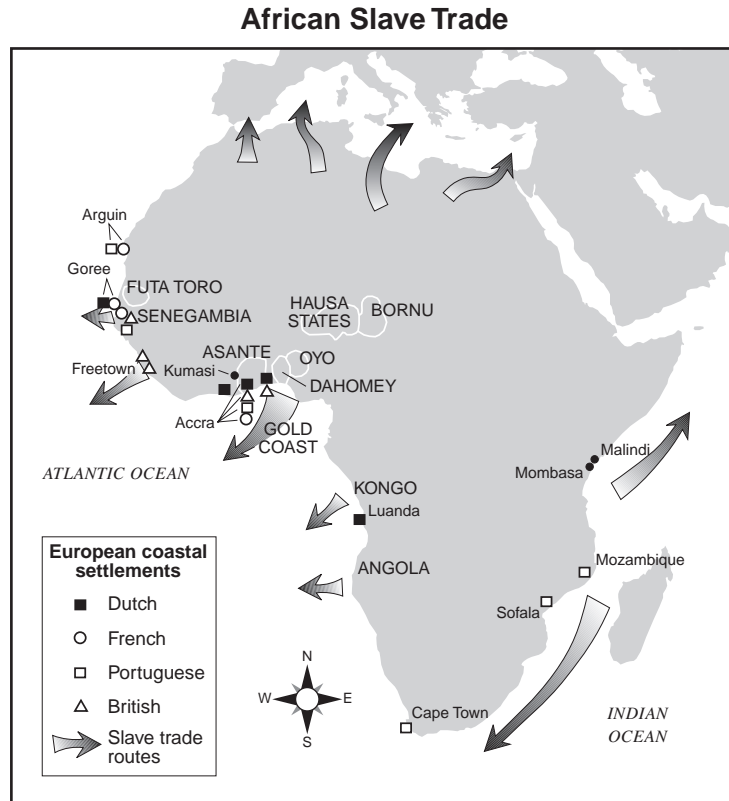 African Slave Trade
Arguin
Goree
FUTA TORO
SENEGAMBIA
HAUSA
STATES
BORNU
ASANTE
OYO
Freetown
Kumasi
DAHOMEY
Accra
GOLD
COAST
ATLANTIC OCEAN
Malindi
Mombasa
KONGO
Luanda
ANGOLA
Mozambique
Sofala
Cape Town
INDIAN
OCEAN
N
W
E
S
European coastal
settlements
Dutch
French
Portuguese
British
Slave trade
routes